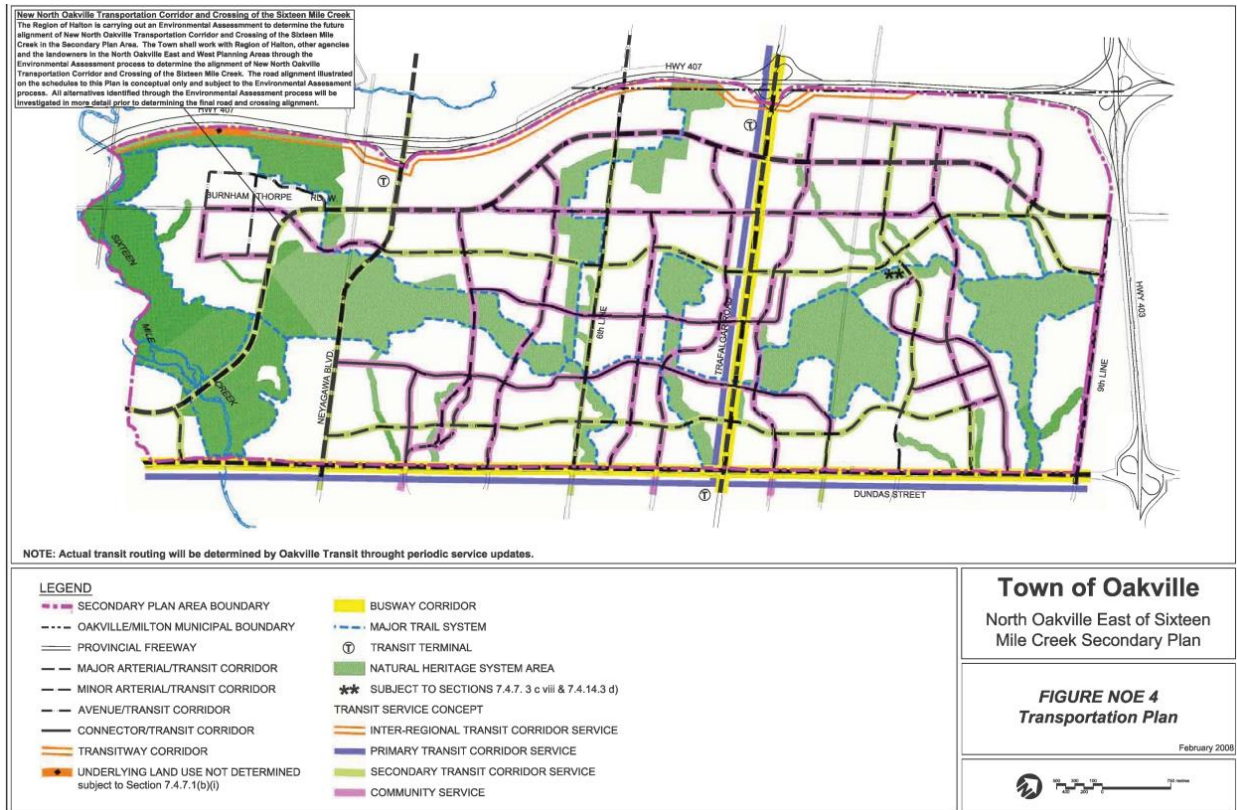 New North Oakville Transportation Corridor and Crossing of the Sixteen Mile Creek
The Region of Halton is carrying out an Environmental Assessmment to determine the future
alignment of New North Oakville Transportation Corridor and Crossing of the Sixteen Mile
Creek in the Secondary Plan Area. The Town shall work with Region of Halton, other agencies
and the landowners in the North Oakville East and West Planning Areas through the
Environmental Assessment process to determine the alignment of New North Oakville
Transportation Corridor and Crossing of the Sixteen Mile Creek. The road alignment illustrated
on the schedules to this Plan is conceptual only and subject to the Environmental Assessment
process. All alternatives identified through the Environmental Assessment process will be
investigated in more detail prior to determining the final road and crossing alignment.
HWY 407
HWY 407
T
T
BURNHAM THORPE RD W
SIXTEEN
MILE
CREEK
NEYAGAWA BLVD.
6th LINE
TRAFALGAR ROAD
**
HWY 403
9th LINE
T
DUNDAS STREET
NOTE: Actual transit routing will be determined by Oakville Transit throught periodic service updates.
LEGEND
SECONDARY PLAN AREA BOUNDARY
OAKVILLE/MILTON MUNICIPAL BOUNDARY
PROVINCIAL FREEWAY
MAJOR ARTERIAL/TRANSIT CORRIDOR
MINOR ARTERIAL/TRANSIT CORRIDOR
AVENUE/TRANSIT CORRIDOR
CONNECTOR/TRANSIT CORRIDOR
TRANSITWAY CORRIDOR
UNDERLYING LAND USE NOT DETERMINED
subject to Section 7.4.7.1(b)(i)
BUSWAY CORRIDOR
MAJOR TRAIL SYSTEM
T TRANSIT TERMINAL
NATURAL HERITAGE SYSTEM AREA
** SUBJECT TO SECTIONS 7.4.7. 3 c viii & 7.4.14.3 d)
TRANSIT SERVICE CONCEPT
INTER-REGIONAL TRANSIT CORRIDOR SERVICE
PRIMARY TRANSIT CORRIDOR SERVICE
SECONDARY TRANSIT CORRIDOR SERVICE
COMMUNITY SERVICE
Town of Oakville
North Oakville East of Sixteen
Mile Creek Secondary Plan
FIGURE NOE 4
Transportation Plan
February 2008